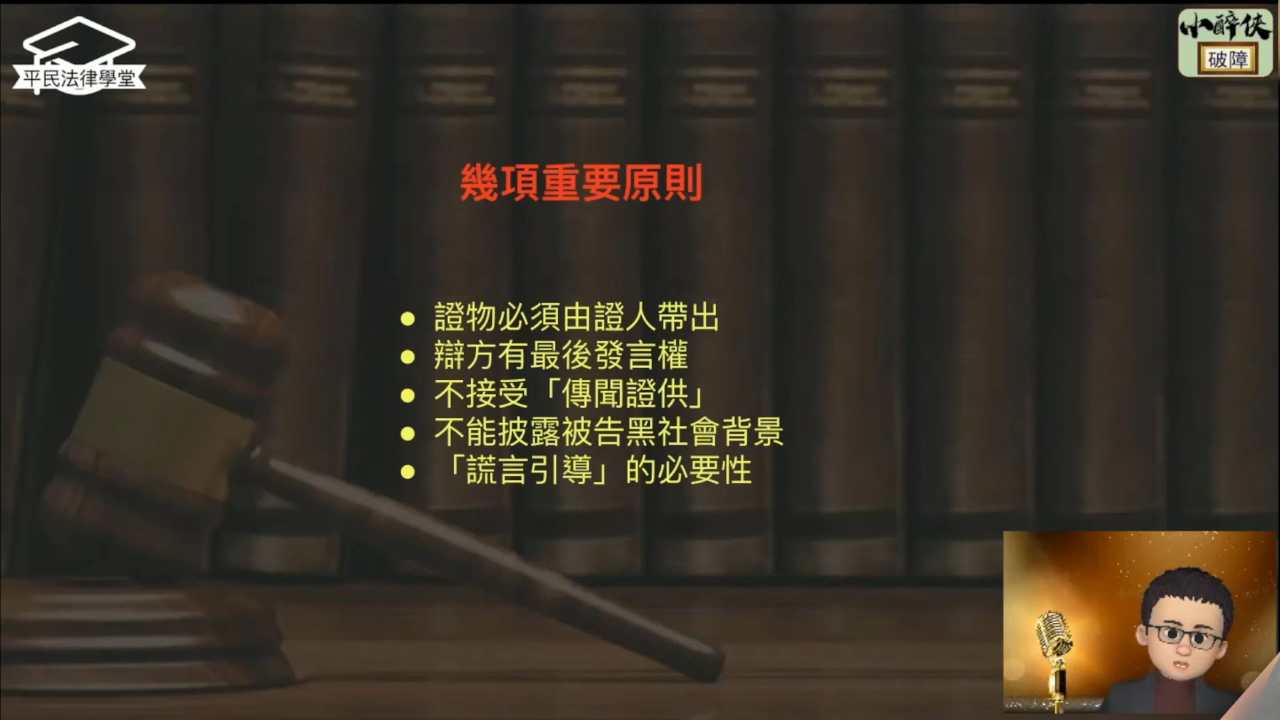 平民法律學堂
小醉俠
破障
幾項重要原則
● 證物必須由證人帶出
● 辯方有最後發言權
● 不接受「傳聞證供」
● 不能披露被告黑社會背景
● 「謊言引導」的必要性